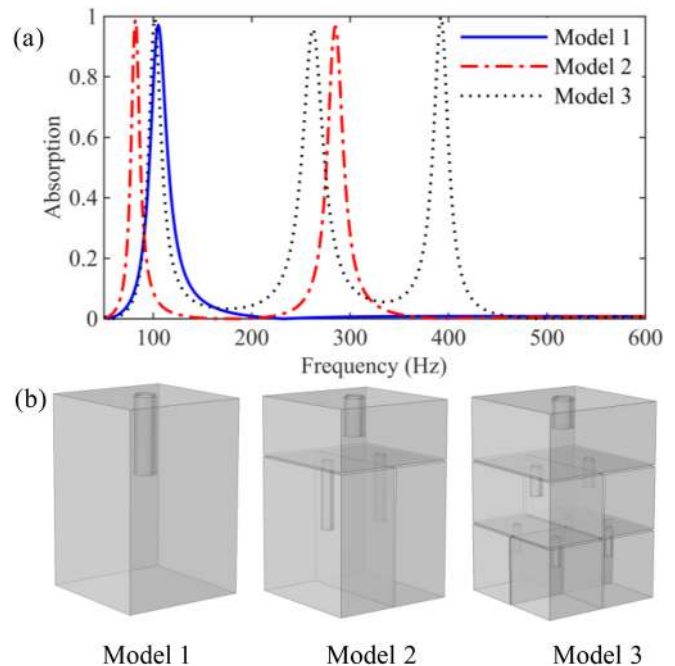 (a)
1
0.8
0.6
0.4
0.2
0
Absorption
Model 1
Model 2
Model 3
100 200 300 400 500 600
Frequency (Hz)
(b)
Model 1 Model 2 Model 3